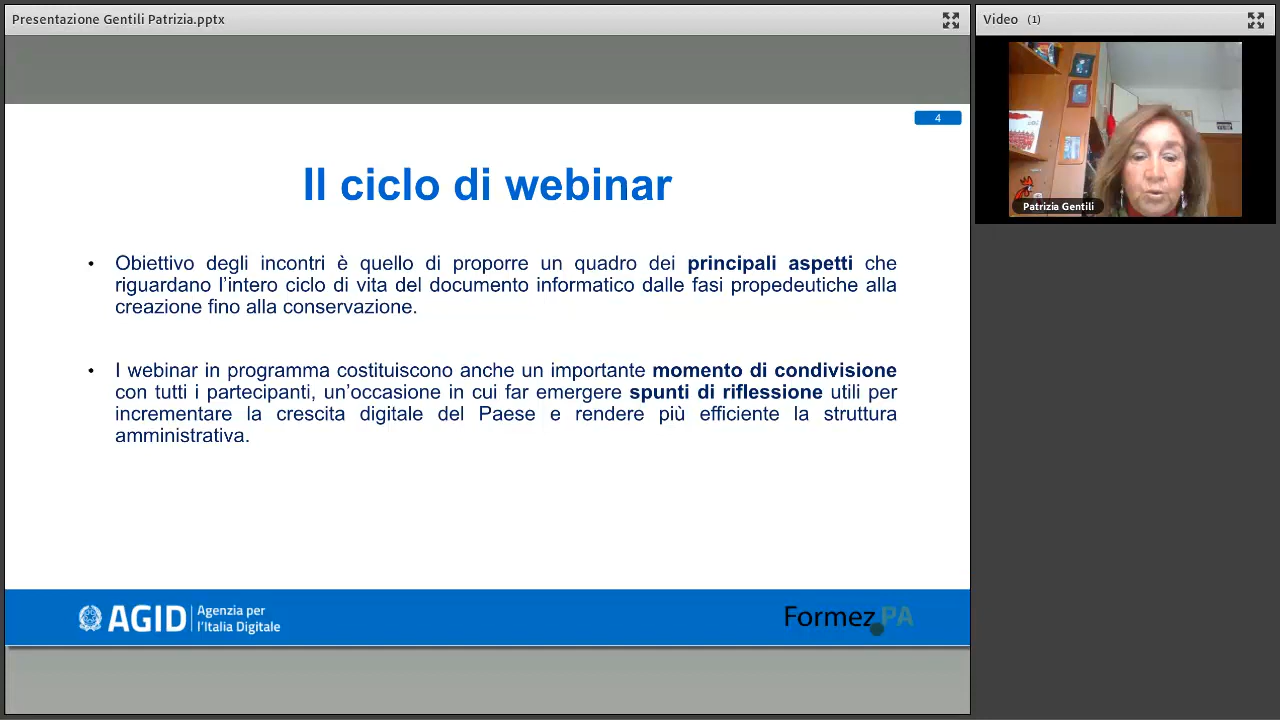 Presentazione Gentili Patrizia.pptx
Video (1)
4
Il ciclo di webinar
• Obiettivo degli incontri è quello di proporre un quadro dei principali aspetti che
riguardano l’intero ciclo di vita del documento informatico dalle fasi propedeutiche alla
creazione fino alla conservazione.
• I webinar in programma costituiscono anche un importante momento di condivisione
con tutti i partecipanti, un’occasione in cui far emergere spunti di riflessione utili per
incrementare la crescita digitale del Paese e rendere più efficiente la struttura
amministrativa.
Patrizia Gentili
AGID Agenzia per
l’Italia Digitale
Formez PA